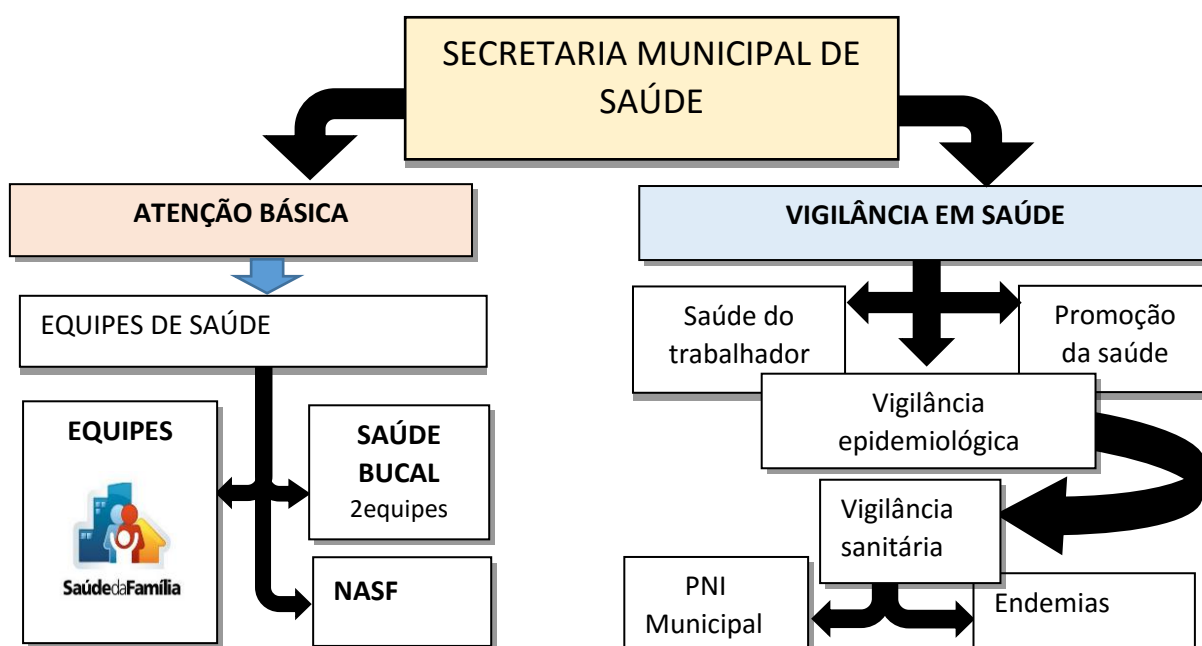 SECRETARIA MUNICIPAL DE
SAÚDE
ATENÇÃO BÁSICA
VIGILÂNCIA EM SAÚDE
EQUIPES DE SAÚDE
Saúde do
trabalhador
Promoção
da saúde
Vigilância
epidemiológica
EQUIPES
SaúdedaFamília
SAÚDE
BUCAL
2equipes
NASF
Vigilância
sanitária
PNI
Municipal
Endemias